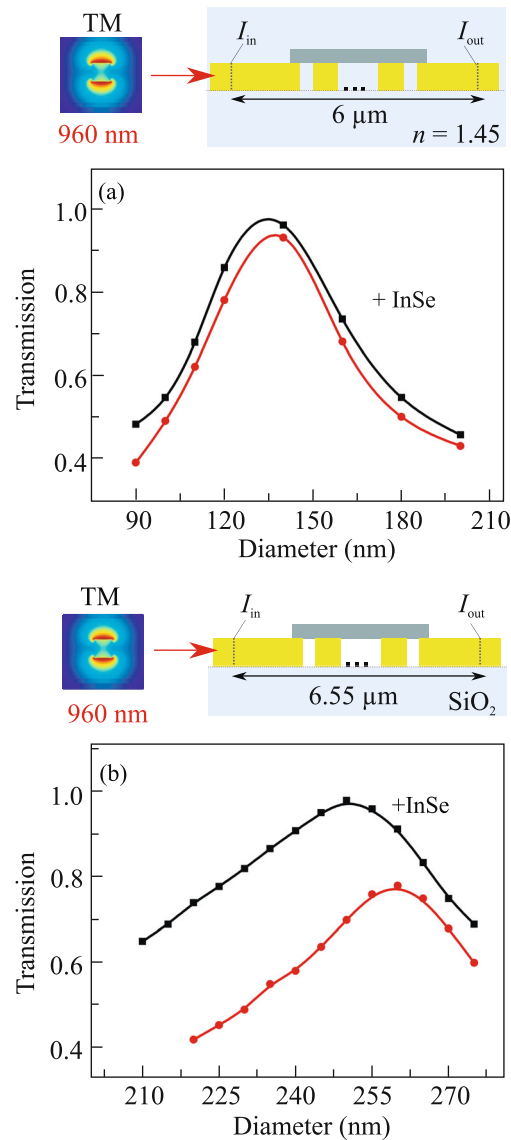 TM
960 nm
I_in
I_out
6 µm
n = 1.45
(a)
+ InSe
Transmission
1.0
0.8
0.6
0.4
90 120 150 180 210
Diameter (nm)
TM
960 nm
I_in
I_out
6.55 µm
SiO₂
(b)
+InSe
Transmission
1.0
0.8
0.6
0.4
210 225 240 255 270
Diameter (nm)